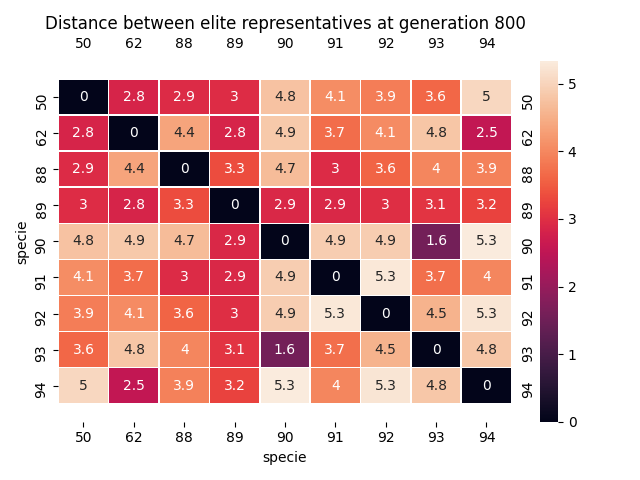 Distance between elite representatives at generation 800
50 62 88 89 90 91 92 93 94
50 0 2.8 2.9 3 4.8 4.1 3.9 3.6 5 50
62 2.8 0 4.4 2.8 4.9 3.7 4.1 4.8 2.5 62
88 2.9 4.4 0 3.3 4.7 3 3.6 4 3.9 88
89 3 2.8 3.3 0 2.9 2.9 3 3.1 3.2 89
90 4.8 4.9 4.7 2.9 0 4.9 4.9 1.6 5.3 90
91 4.1 3.7 3 2.9 4.9 0 5.3 3.7 4 91
92 3.9 4.1 3.6 3 4.9 5.3 0 4.5 5.3 92
93 3.6 4.8 4 3.1 1.6 3.7 4.5 0 4.8 93
94 5 2.5 3.9 3.2 5.3 4 5.3 4.8 0 94
50 62 88 89 90 91 92 93 94
specie
specie
5
4
3
2
1
0